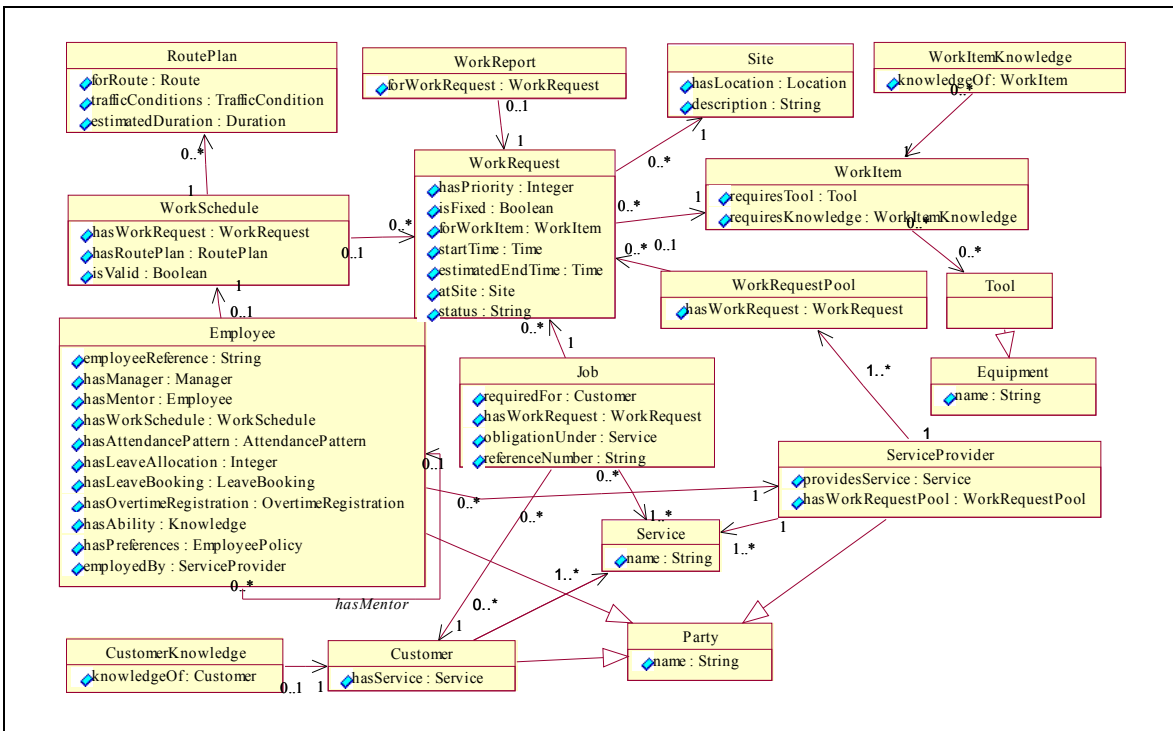 RoutePlan
forRoute : Route
trafficConditions : TrafficCondition
estimatedDuration : Duration
WorkReport
forWorkRequest : WorkRequest
Site
hasLocation : Location
description : String
WorkItemKnowledge
knowledgeOf : WorkItem
0..*
1
0..1
1
0..*
1
0..*
1
WorkSchedule
hasWorkRequest : WorkRequest
hasRoutePlan : RoutePlan
isValid : Boolean
0..1
0..*
WorkRequest
hasPriority : Integer
isFixed : Boolean
forWorkItem : WorkItem
startTime : Time
estimatedEndTime : Time
atSite : Site
status : String
0..*
1
0..*
0..1
WorkItem
requiresTool : Tool
requiresKnowledge : WorkItemKnowledge
0..*
0..*
WorkRequestPool
hasWorkRequest : WorkRequest
Tool
Equipment
name : String
1
0..1
Employee
employeeReference : String
hasManager : Manager
hasMentor : Employee
hasWorkSchedule : WorkSchedule
hasAttendancePattern : AttendancePattern
hasLeaveAllocation : Integer
hasLeaveBooking : LeaveBooking
hasOvertimeRegistration : OvertimeRegistration
hasAbility : Knowledge
hasPreferences : EmployeePolicy
employedBy : ServiceProvider
0..1
0..*
hasMentor
0..*
1
0..*
1
Job
requiredFor : Customer
hasWorkRequest : WorkRequest
obligationUnder : Service
referenceNumber : String
0..*
1..*
0..*
1
1..*
1
ServiceProvider
providesService : Service
hasWorkRequestPool : WorkRequestPool
1
1..*
Service
name : String
1..*
0..*
Party
name : String
CustomerKnowledge
knowledgeOf: Customer
0..1
1
Customer
hasService : Service